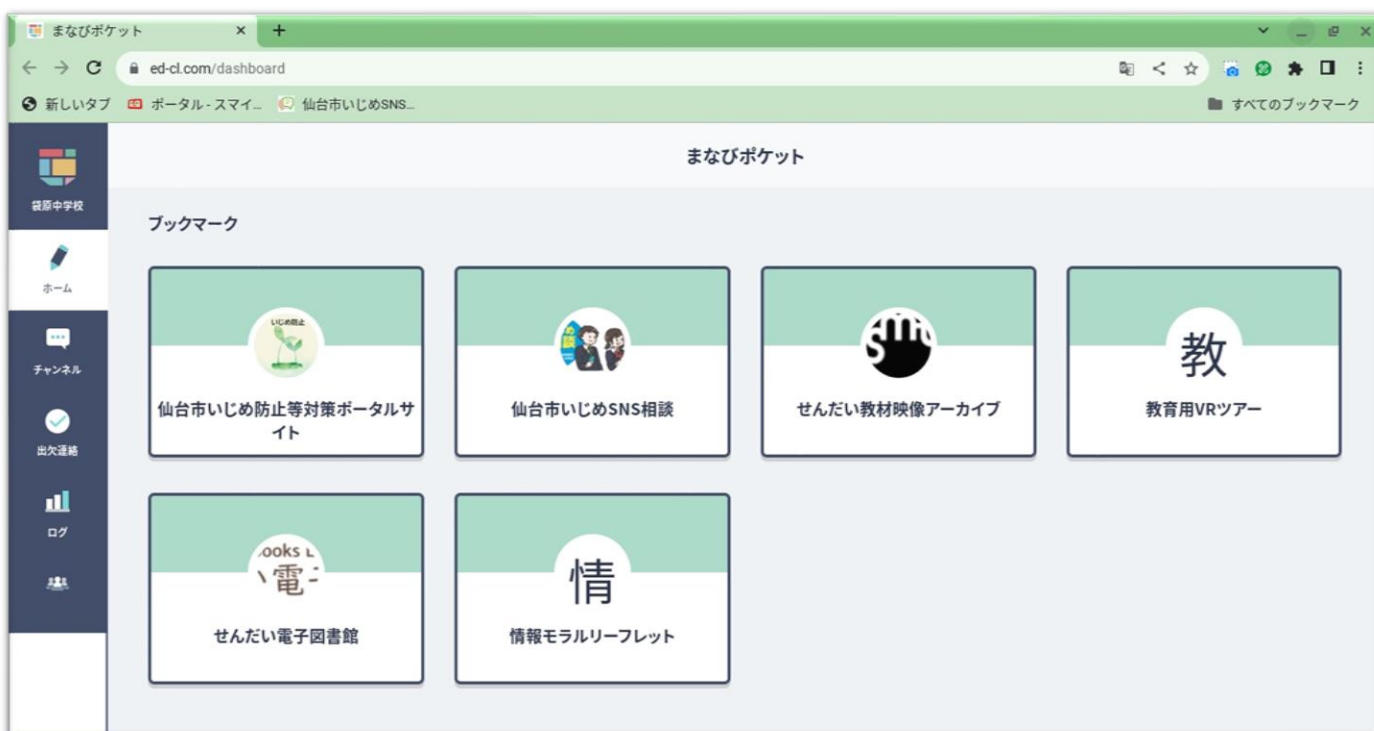 まなびポケット
ed-cl.com/dashboard
新しいタブ
ポータル - スマイ...
仙台市いじめSNS...
すべてのブックマーク
袋原中学校
ホーム
チャンネル
出欠連絡
ログ
まなびポケット
ブックマーク
いじめ防止
仙台市いじめ防止等対策ポータルサ
イト
仙台市いじめSNS相談
smt
せんだい教材映像アーカイブ
教
教育用VRツアー
ooks L
い電子
せんだい電子図書館
情
情報モラルリーフレット